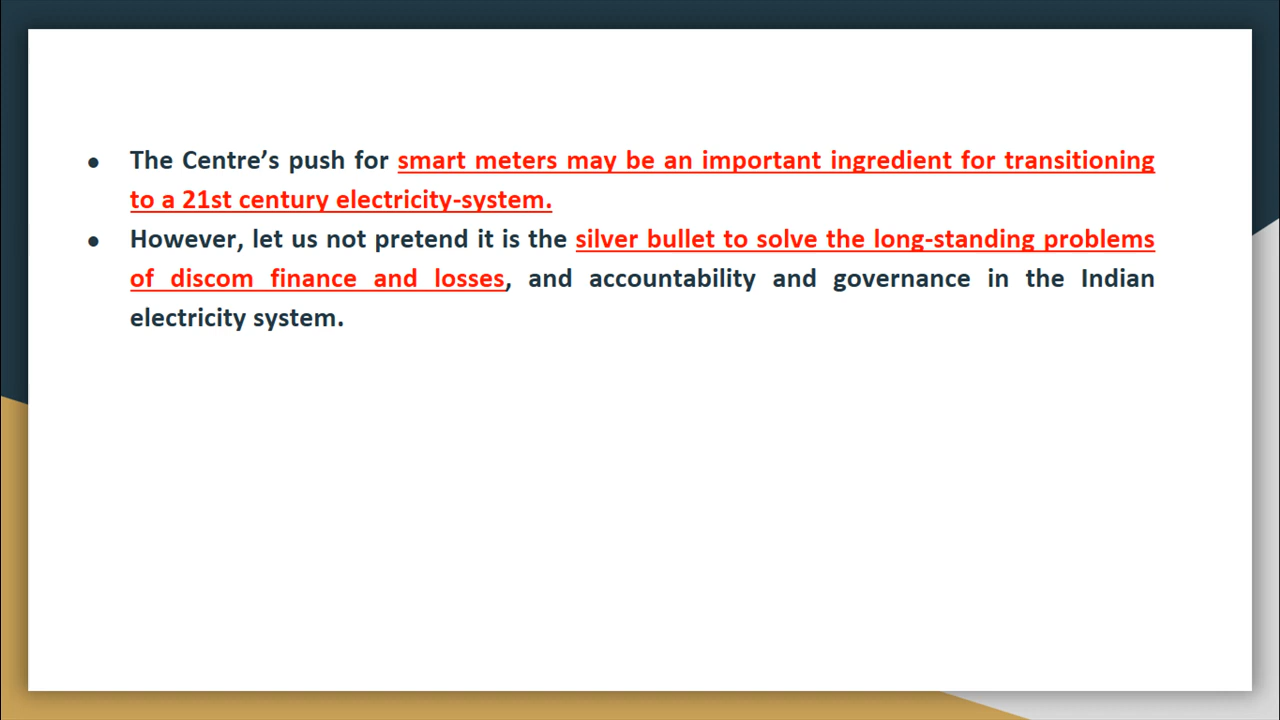 ● The Centre’s push for smart meters may be an important ingredient for transitioning
to a 21st century electricity-system.
● However, let us not pretend it is the silver bullet to solve the long-standing problems
of discom finance and losses, and accountability and governance in the Indian
electricity system.